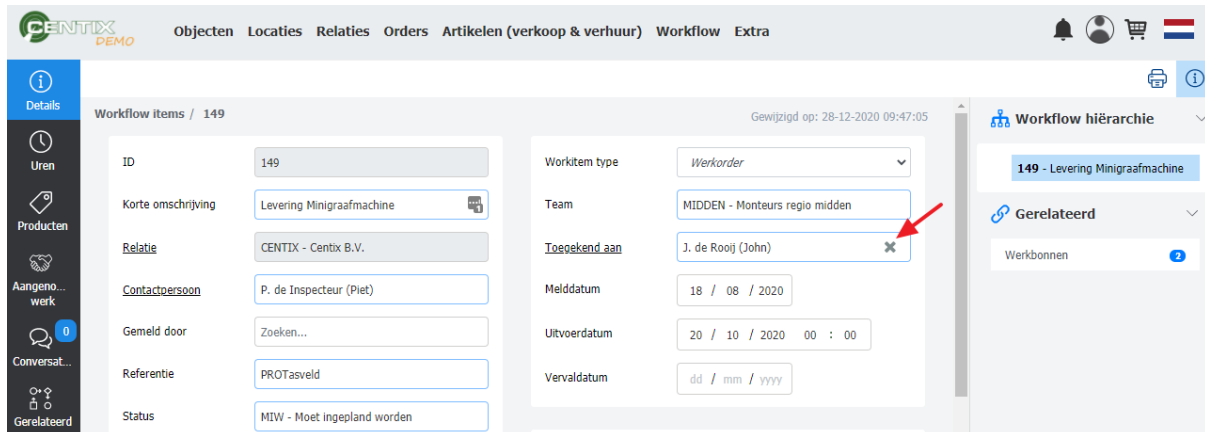 CENTIX
DEMO
Objecten Locaties Relaties Orders Artikelen (verkoop & verhuur) Workflow Extra
Details
Uren
Producten
Aangeno...
werk
0
Conversat...
Gerelateerd
Workflow items / 149
Gewijzigd op: 28-12-2020 09:47:05
ID 149
Korte omschrijving Levering Minigraafmachine
Relatie CENTIX - Centix B.V.
Contactpersoon P. de Inspecteur (Piet)
Gemeld door Zoeken...
Referentie PROTasveld
Status MIW - Moet ingepland worden
Workitem type Werkorder
Team MIDDEN - Monteurs regio midden
Toegekend aan J. de Rooij (John)
Melddatum 18 / 08 / 2020
Uitvoerdatum 20 / 10 / 2020 00 : 00
Vervaldatum dd / mm / yyyy
Workflow hiërarchie
149 - Levering Minigraafmachine
Gerelateerd
Werkbonnen 2